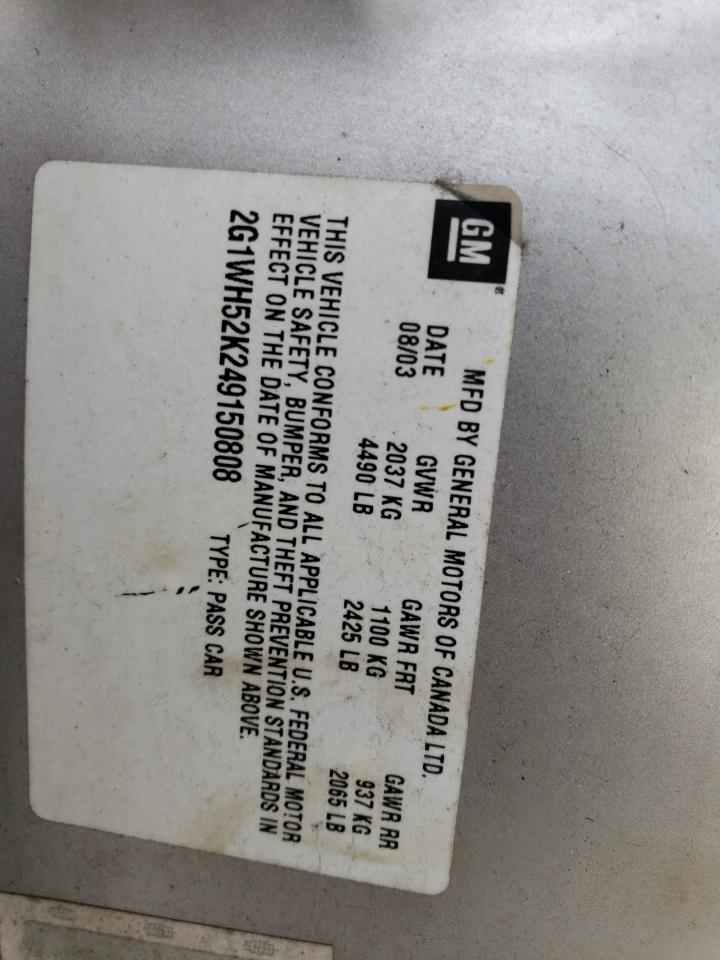 GM®
MFD BY GENERAL MOTORS OF CANADA LTD.
DATE GVWR GAWR FRT GAWR RR
08/03 2037 KG 1100 KG 937 KG
4490 LB 2425 LB 2065 LB
THIS VEHICLE CONFORMS TO ALL APPLICABLE U.S. FEDERAL MOTOR
VEHICLE SAFETY, BUMPER, AND THEFT PREVENTION STANDARDS IN
EFFECT ON THE DATE OF MANUFACTURE SHOWN ABOVE.
2G1WH52K249150808 TYPE: PASS CAR